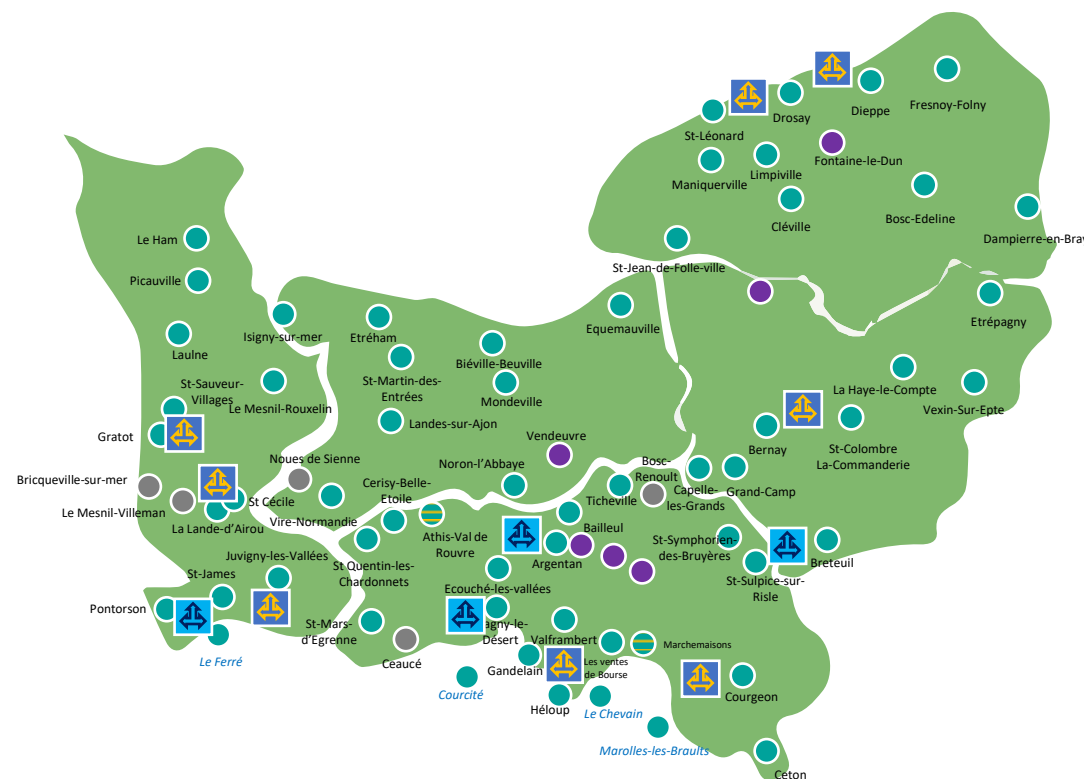 Fresnoy-Folny
Dieppe
Drosay
St-Léonard
Fontaine-le-Dun
Limpiville
Maniquerville
Bosc-Edeline
Cléville
Dampierre-en-Bray
Le Ham
St-Jean-de-Folle-ville
Picauville
Etrépagny
Equemauville
Isigny-sur-mer
Etréham
Laulne
Biéville-Beuville
St-Martin-des-
Entrées
St-Sauveur-
Villages
La Haye-le-Compte
Mondeville
Le Mesnil-Rouxelin
Vexin-Sur-Epte
Landes-sur-Ajon
Gratot
Vendeuvre
Bernay
St-Colombre
La-Commanderie
Noues de Sienne
Bosc-
Renoult
Noron-l’Abbaye
Bricqueville-sur-mer
Cerisy-Belle-
Etoile
Grand-Camp
Capelle-
les-Grands
Ticheville
St Cécile
Le Mesnil-Villeman
Vire-Normandie
La Lande-d’Airou
Bailleul
Athis-Val de
Rouvre
St-Symphorien-
des-Bruyères
Juvigny-les-Vallées
Argentan
Breteuil
St Quentin-les-
Chardonnets
St-James
St-Sulpice-sur-
Risle
Ecouché-les-vallées
Pontorson
St-Mars-
d’Egrenne
agny-le-
Désert
Valframbert
Marchemaisons
Le Ferré
Ceaucé
Gandelain
Les ventes
de Bourse
Courcité
Courgeon
Héloup
Le Chevain
Marolles-les-Braults
Ceton